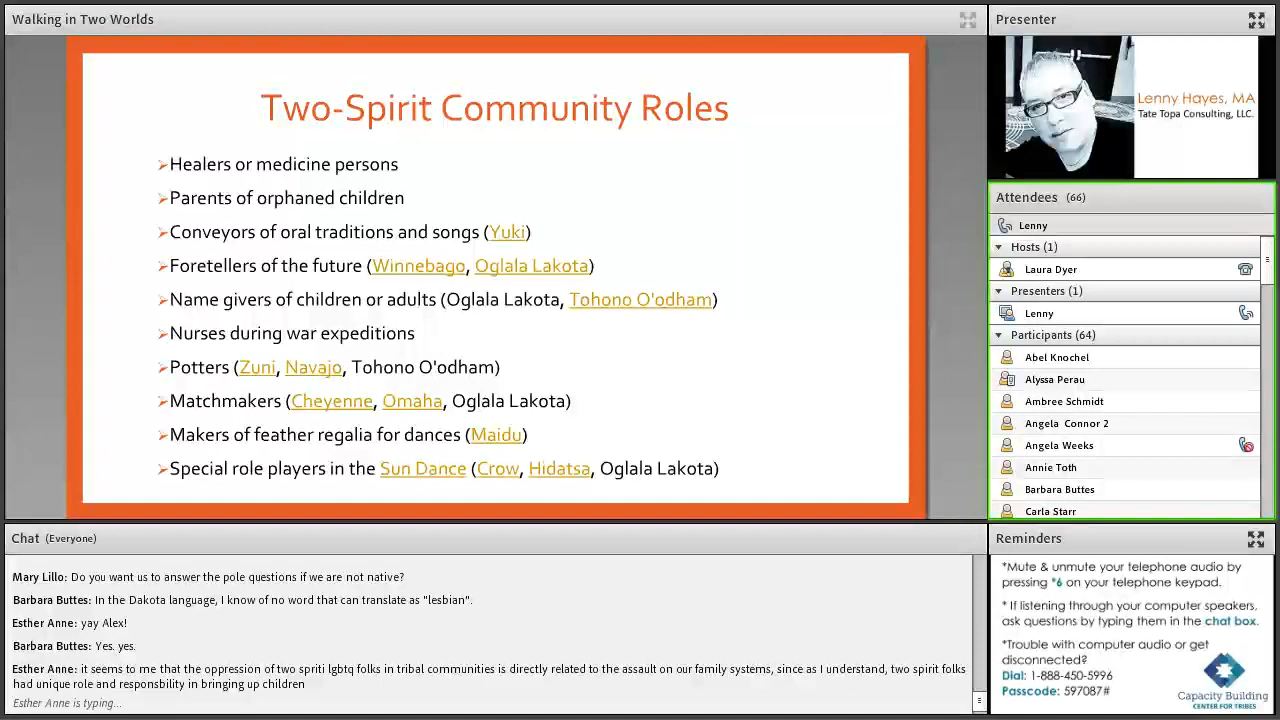 Walking in Two Worlds
Two-Spirit Community Roles
➢Healers or medicine persons
➢Parents of orphaned children
➢Conveyors of oral traditions and songs (Yuki)
➢Foretellers of the future (Winnebago, Oglala Lakota)
➢Name givers of children or adults (Oglala Lakota, Tohono O'odham)
➢Nurses during war expeditions
➢Potters (Zuni, Navajo, Tohono O'odham)
➢Matchmakers (Cheyenne, Omaha, Oglala Lakota)
➢Makers of feather regalia for dances (Maidu)
➢Special role players in the Sun Dance (Crow, Hidatsa, Oglala Lakota)
Presenter
Lenny Hayes, MA
Tate Topa Consulting, LLC.
Attendees (66)
Lenny
Hosts (1)
Laura Dyer
Presenters (1)
Lenny
Participants (64)
Abel Knochel
Alyssa Perau
Ambree Schmidt
Angela Connor 2
Angela Weeks
Annie Toth
Barbara Buttes
Carla Starr
Chat (Everyone)
Mary Lillo: Do you want us to answer the pole questions if we are not native?
Barbara Buttes: In the Dakota language, I know of no word that can translate as "lesbian".
Esther Anne: yay Alex!
Barbara Buttes: Yes. yes.
Esther Anne: it seems to me that the oppression of two spirit lgbtq folks in tribal communities is directly related to the assault on our family systems, since as I understand, two spirit folks
had unique role and responsbility in bringing up children
Esther Anne is typing...
Reminders
*Mute & unmute your telephone audio by
pressing *6 on your telephone keypad.
* If listening through your computer speakers,
ask questions by typing them in the chat box.
*Trouble with computer audio or get
disconnected?
Dial: 1-888-450-5996
Passcode: 597087#
Capacity Building
CENTER FOR TRIBES